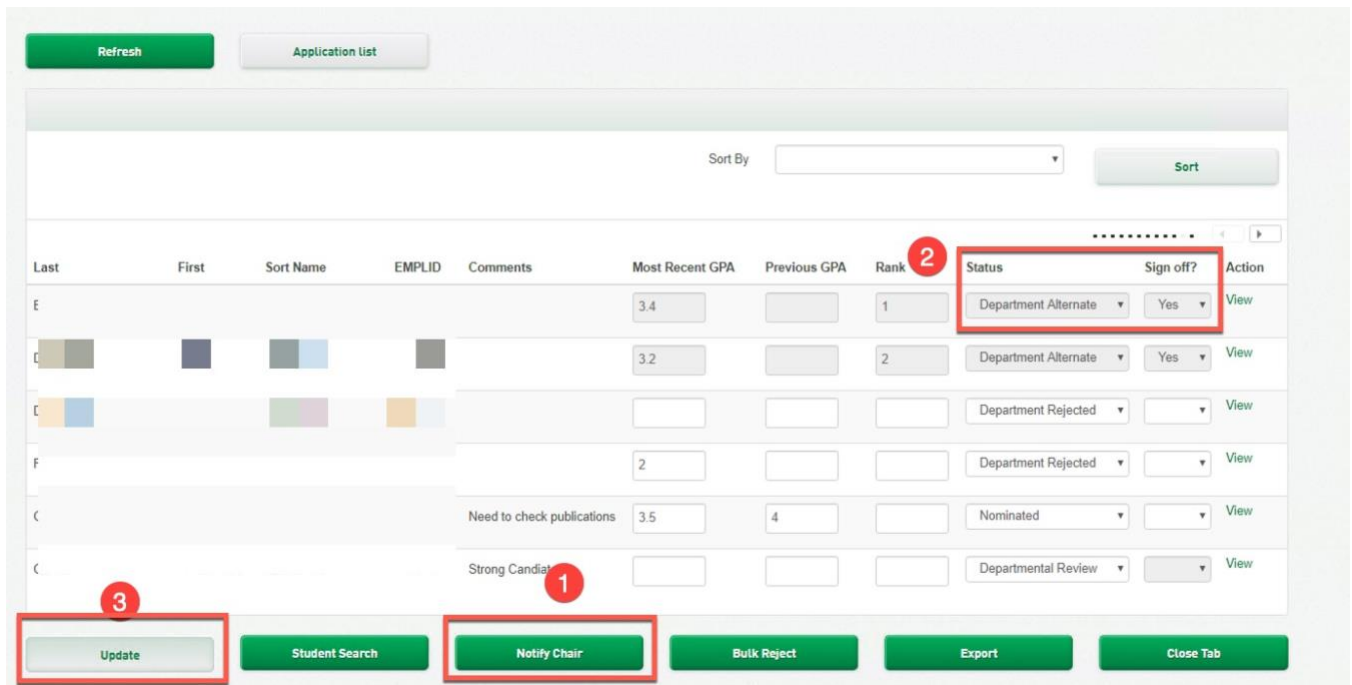 Refresh Application list
Sort By Sort
Last First Sort Name EMPLID Comments Most Recent GPA Previous GPA Rank 2 Status Sign off? Action
E 3.4 1 Department Alternate Yes View
3.2 2 Department Alternate Yes View
Department Rejected View
F 2 Department Rejected View
Need to check publications 3.5 4 Nominated View
Strong Departmental Review View
3 1
Update Student Search Notify Chair Bulk Reject Export Close Tab